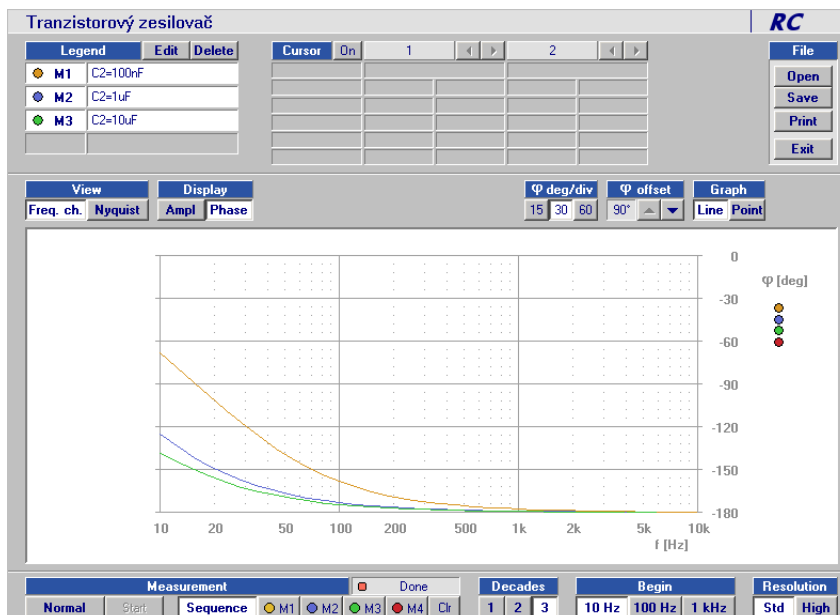 Tranzistorový zesilovač RC
Legend Edit Delete Cursor On 1 2 File
M1 C2=100nF
M2 C2=1uF
M3 C2=10uF
Open
Save
Print
Exit
View Display φ deg/div φ offset Graph
Freq. ch. Nyquist Ampl Phase 15 30 60 90° Line Point
0
φ [deg]
-30
-60
-90
-120
-150
-180
10 20 50 100 200 500 1k 2k 5k 10k
f [Hz]
Measurement Done Decades Begin Resolution
Normal Start Sequence M1 M2 M3 M4 Clr 1 2 3 10 Hz 100 Hz 1 kHz Std High